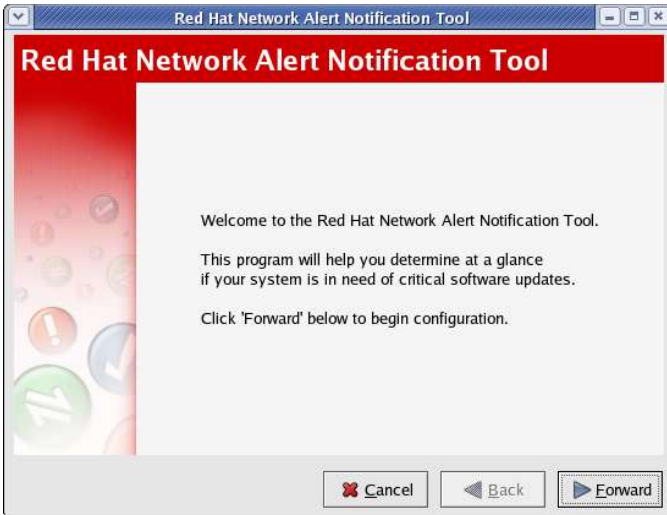 Red Hat Network Alert Notification Tool
Red Hat Network Alert Notification Tool
Welcome to the Red Hat Network Alert Notification Tool.
This program will help you determine at a glance
if your system is in need of critical software updates.
Click 'Forward' below to begin configuration.
Cancel
Back
Forward